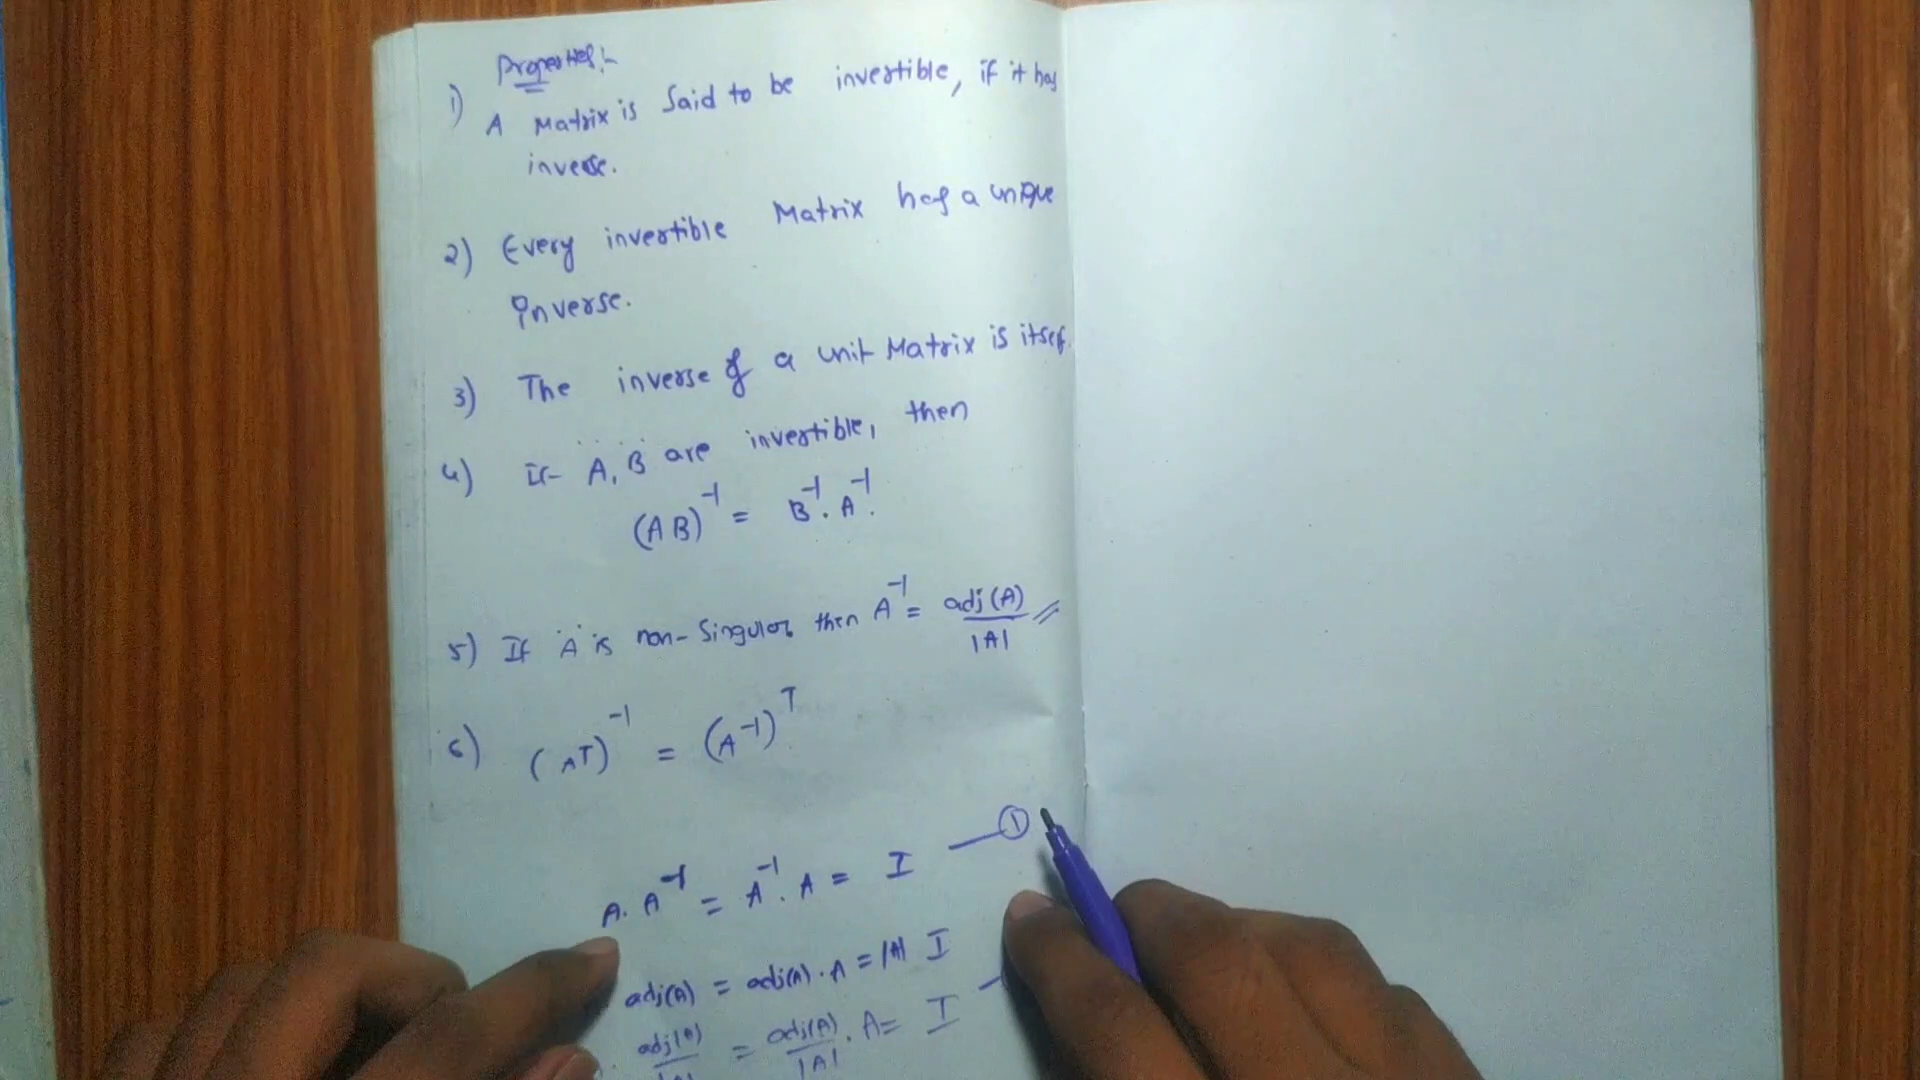 Properties:-
1) A Matrix is Said to be invertible, if it has
inverse.
2) Every invertible Matrix has a unique
inverse.
3) The inverse of a unit Matrix is itself.
4) If A, B are invertible, then
(AB)⁻¹ = B⁻¹. A⁻¹.
5) If 'A' is non-Singular then A⁻¹ = adj(A) / |A| //
6) (AT)⁻¹ = (A⁻¹)ᵀ
A. A⁻¹ = A⁻¹. A = I — ①
adj(A) = adj(A). A = |A| I
. adj(A) / |A| = adj(A) / |A| . A = I —